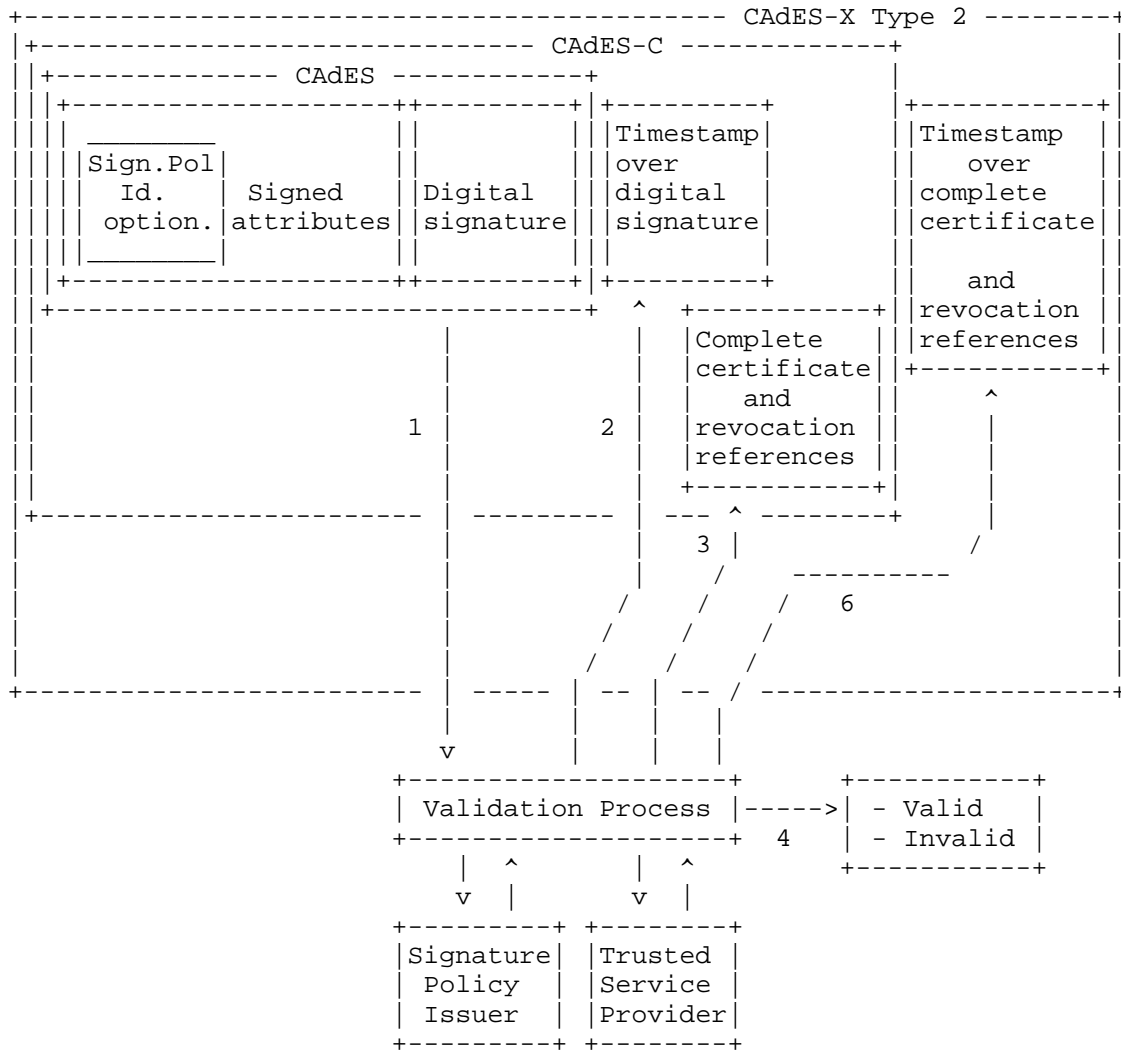 CAdES-X Type 2
CAdES-C
CAdES
Timestamp Timestamp
Sign.Pol over over
Id. Signed Digital digital complete
option. attributes signature signature certificate
and
revocation
Complete references
certificate
and
1 2 revocation
references
3
6
v
Validation Process -----> - Valid
4 - Invalid
v v
Signature Trusted
Policy Service
Issuer Provider